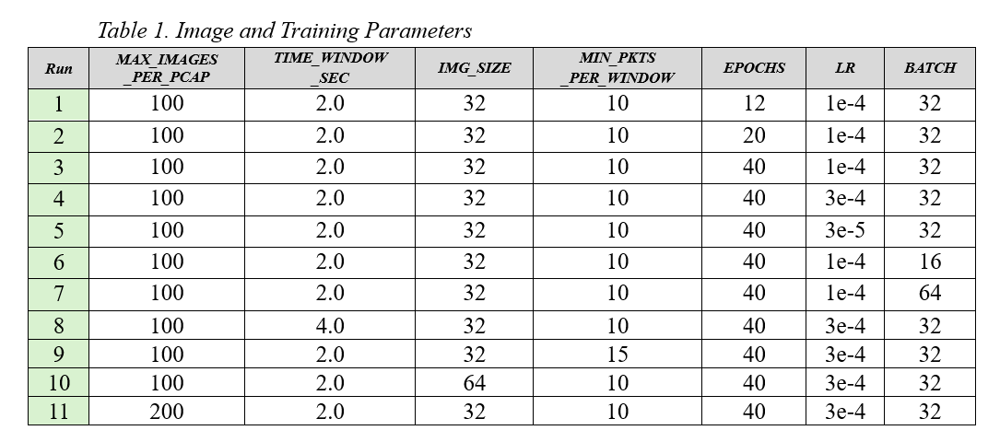 Table 1. Image and Training Parameters
Run MAX_IMAGES_PER_PCAP TIME_WINDOW_SEC IMG_SIZE MIN_PKTS_PER_WINDOW EPOCHS LR BATCH
1 100 2.0 32 10 12 1e-4 32
2 100 2.0 32 10 20 1e-4 32
3 100 2.0 32 10 40 1e-4 32
4 100 2.0 32 10 40 3e-4 32
5 100 2.0 32 10 40 3e-5 32
6 100 2.0 32 10 40 1e-4 16
7 100 2.0 32 10 40 1e-4 64
8 100 4.0 32 10 40 3e-4 32
9 100 2.0 32 15 40 3e-4 32
10 100 2.0 64 10 40 3e-4 32
11 200 2.0 32 10 40 3e-4 32